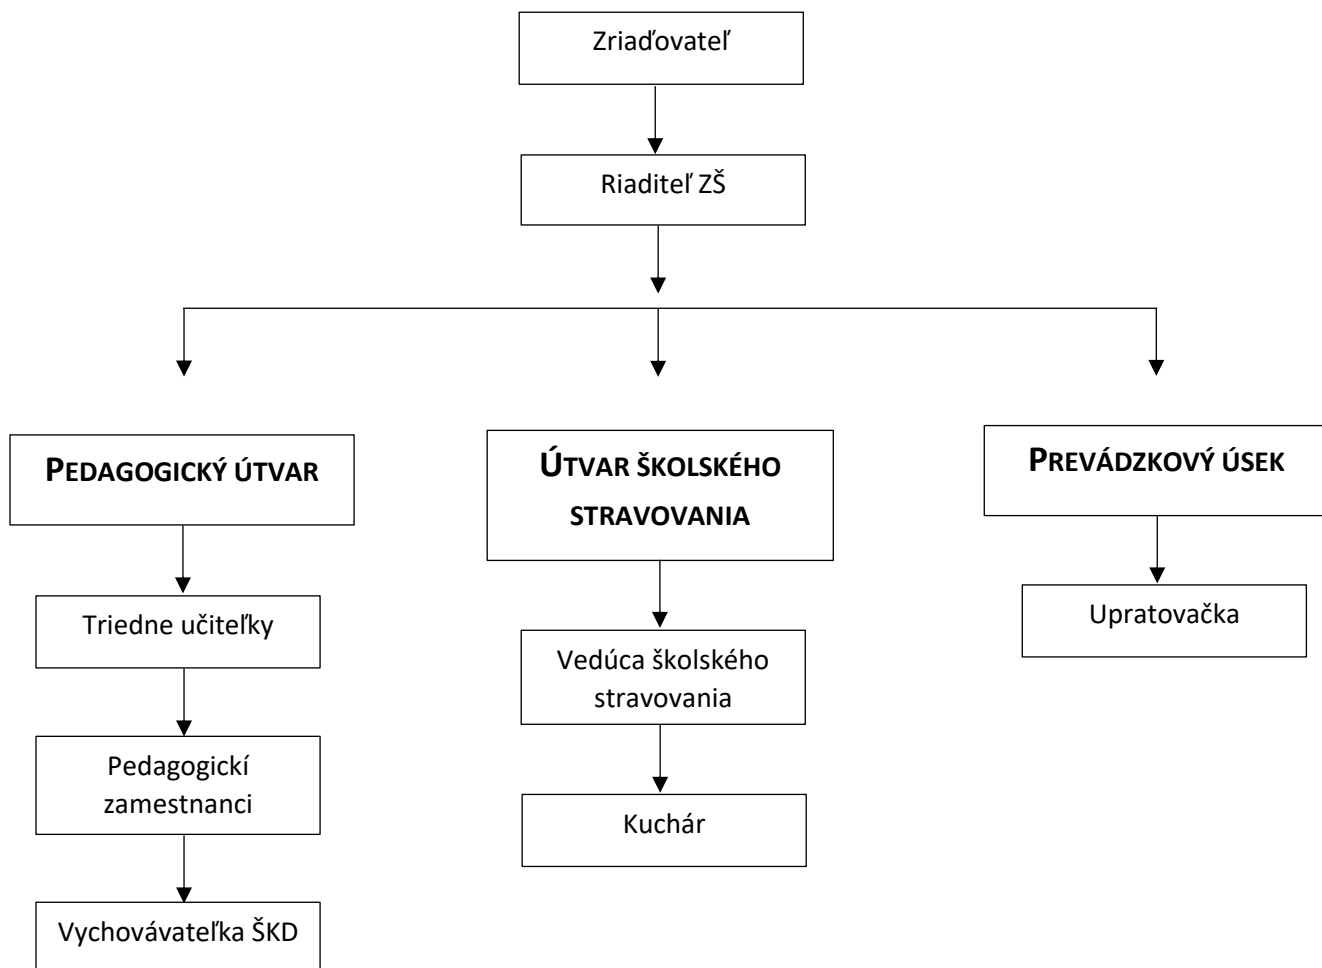 Zriaďovateľ
Riaditeľ ZŠ
PEDAGOGICKÝ ÚTVAR
ÚTVAR ŠKOLSKÉHO
STRAVOVANIA
PREVÁDZKOVÝ ÚSEK
Triedne učiteľky
Vedúca školského
stravovania
Upratovačka
Pedagogickí
zamestnanci
Kuchár
Vychovávateľka ŠKD